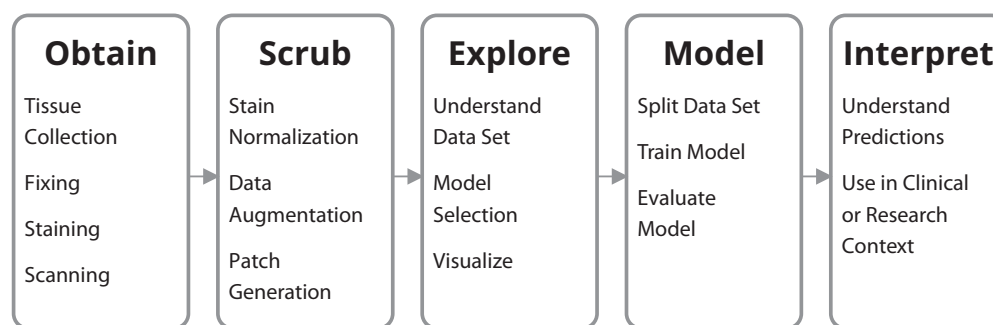 Obtain
Tissue
Collection
Fixing
Staining
Scanning
Scrub
Stain
Normalization
Data
Augmentation
Patch
Generation
Explore
Understand
Data Set
Model
Selection
Visualize
Model
Split Data Set
Train Model
Evaluate
Model
Interpret
Understand
Predictions
Use in Clinical
or Research
Context